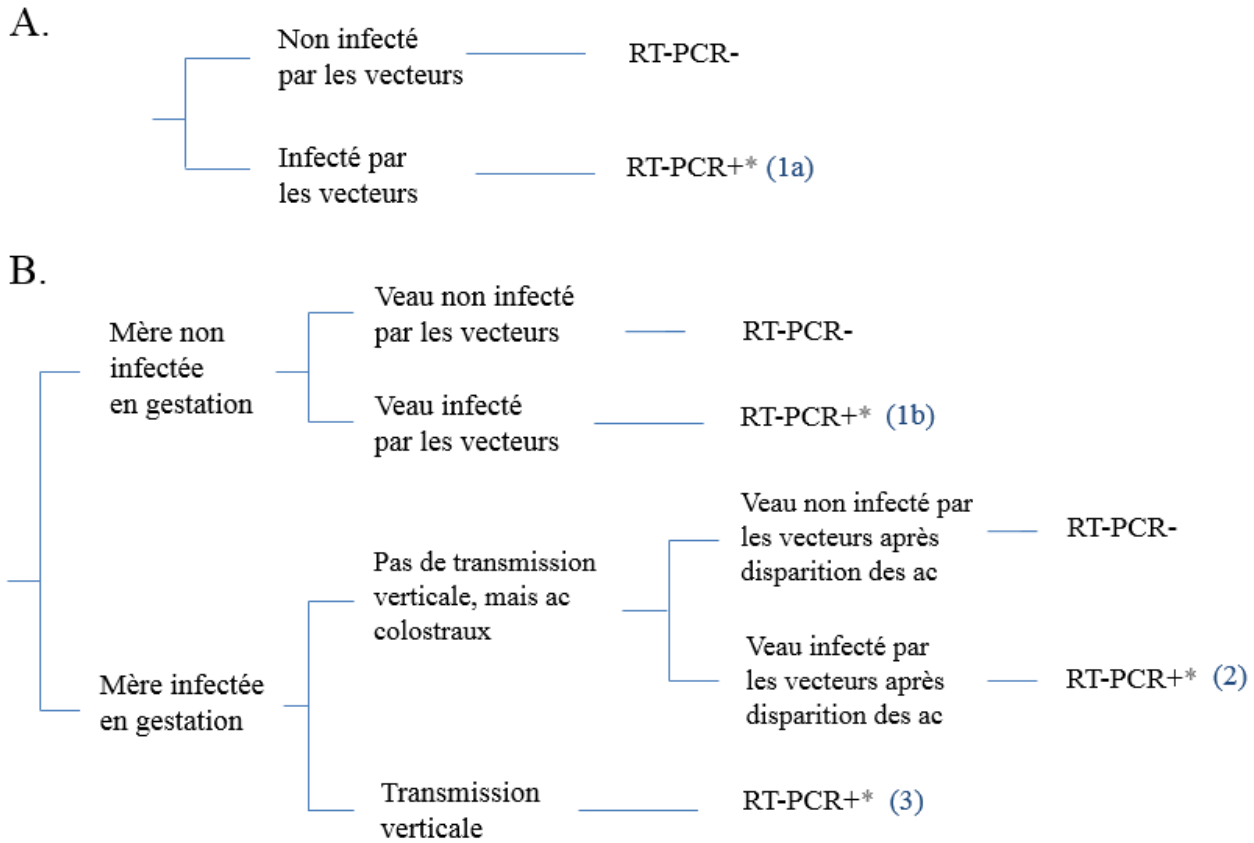 A.
Non infecté
par les vecteurs
RT-PCR-
Infecté par
les vecteurs
RT-PCR+* (1a)
B.
Mère non
infectée
en gestation
Veau non infecté
par les vecteurs
RT-PCR-
Veau infecté
par les vecteurs
RT-PCR+* (1b)
Mère infectée
en gestation
Pas de transmission
verticale, mais ac
colostraux
Veau non infecté par
les vecteurs après
disparition des ac
RT-PCR-
Veau infecté par
les vecteurs après
disparition des ac
RT-PCR+* (2)
Transmission
verticale
RT-PCR+* (3)